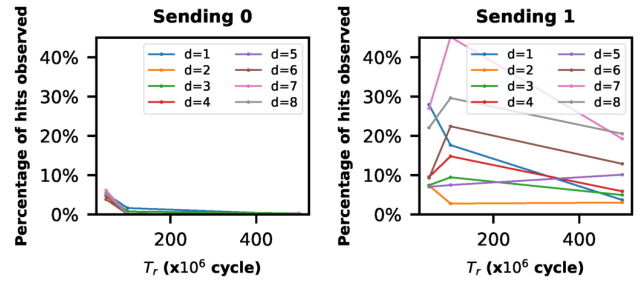 Sending 0
Percentage of hits observed
40%
30%
20%
10%
0%
d=1
d=2
d=3
d=4
d=5
d=6
d=7
d=8
200
400
T_r (x10^6 cycle)
Sending 1
Percentage of hits observed
40%
30%
20%
10%
0%
d=1
d=2
d=3
d=4
d=5
d=6
d=7
d=8
200
400
T_r (x10^6 cycle)